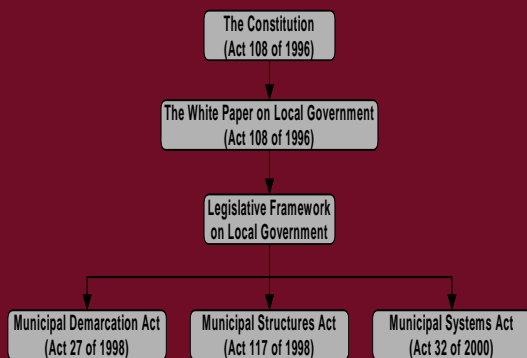 The Constitution
(Act 108 of 1996)
The White Paper on Local Government
(Act 108 of 1996)
Legislative Framework
on Local Government
Municipal Demarcation Act
(Act 27 of 1998)
Municipal Structures Act
(Act 117 of 1998)
Municipal Systems Act
(Act 32 of 2000)